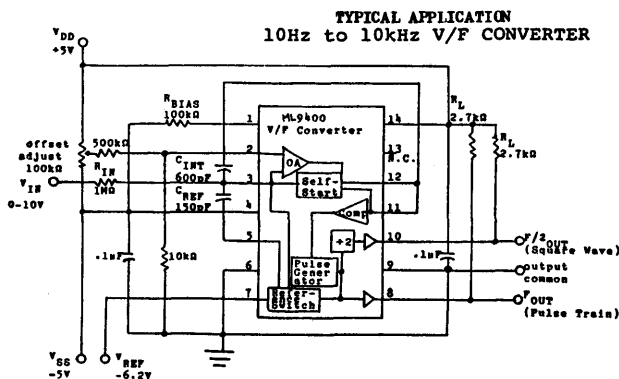 TYPICAL APPLICATION
10Hz to 10kHz V/F CONVERTER
VDD
+5V
RBIAS
100kΩ
1
ML9400
V/F Converter
14
RL
2.7kΩ
RL
2.7kΩ
offset
adjust
100kΩ
500kΩ
2
13
N.C.
CINT
600pF
OA
VIN
0-10V
RIN
1MΩ
3
Self-
Start
12
CREF
150pF
4
Comp
11
÷2
10
F/2OUT
(Square Wave)
.1μF
10kΩ
5
6
Pulse
Generator
9
.1μF
output
common
7
Switch
8
FOUT
(Pulse Train)
VSS
-5V
VREF
-6.2V